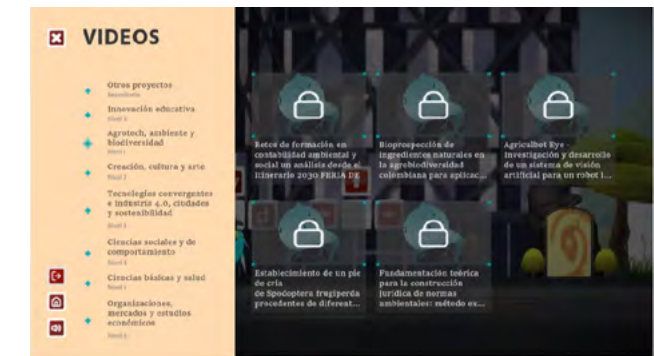 VIDEOS
Otros proyectos
Innovación educativa
Agrotech, ambiente y
biodiversidad
Creación, cultura y arte
Tecnologías convergentes
e industria 4.0, ciudades
y sostenibilidad
Ciencias sociales y de
comportamiento
Ciencias básicas y salud
Organizaciones,
mercados y estudios
económicos
Retos de formación en
contabilidad ambiental y
social un análisis desde el
Itinerario 2030 FERIA DE
Bioprospección de
ingredientes naturales en
la agrobiodiversidad
colombiana para aplicac...
Agricalbot Eye -
Investigación y desarrollo
de un sistema de visión
artificial para un robot l...
Establecimiento de un pie
de cría
de Spodoptera frugiperda
procedentes de diferent...
Fundamentación teórica
para la construcción
jurídica de normas
ambientales: método ex...